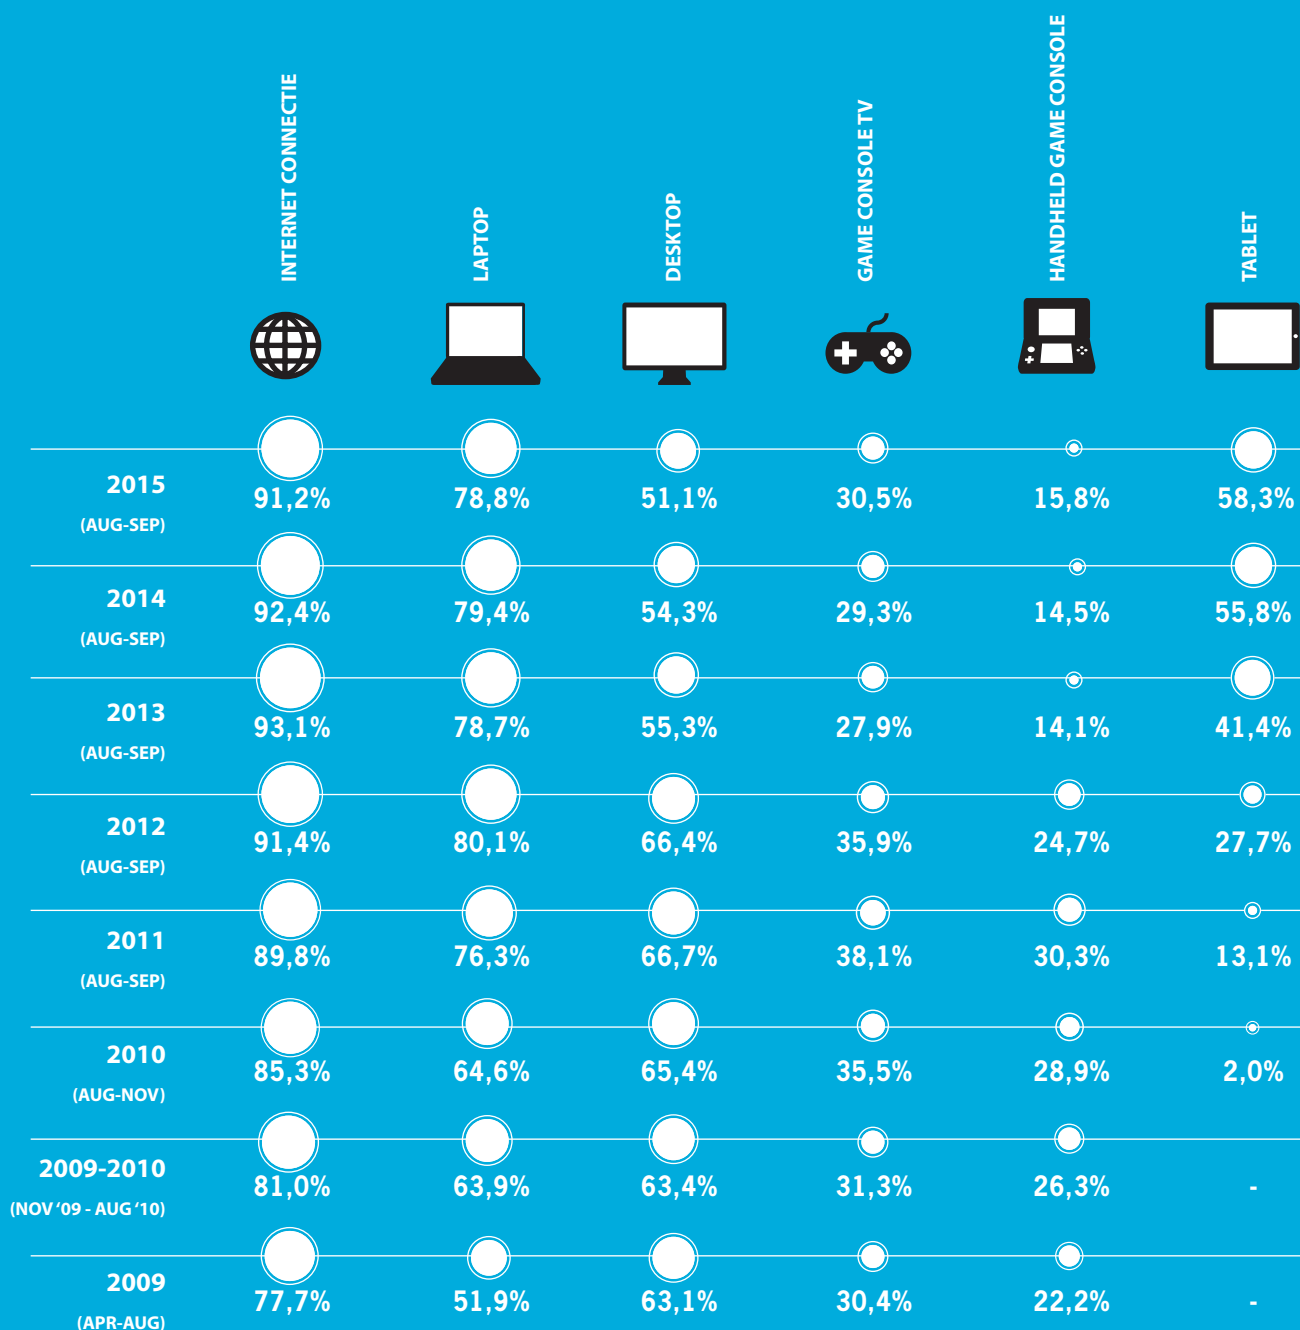 INTERNET CONNECTIE
LAPTOP
DESKTOP
GAME CONSOLE TV
HANDHELD GAME CONSOLE
TABLET
2015
(AUG-SEP)
91,2% 78,8% 51,1% 30,5% 15,8% 58,3%
2014
(AUG-SEP)
92,4% 79,4% 54,3% 29,3% 14,5% 55,8%
2013
(AUG-SEP)
93,1% 78,7% 55,3% 27,9% 14,1% 41,4%
2012
(AUG-SEP)
91,4% 80,1% 66,4% 35,9% 24,7% 27,7%
2011
(AUG-SEP)
89,8% 76,3% 66,7% 38,1% 30,3% 13,1%
2010
(AUG-NOV)
85,3% 64,6% 65,4% 35,5% 28,9% 2,0%
2009-2010
(NOV '09 - AUG '10)
81,0% 63,9% 63,4% 31,3% 26,3% -
2009
(APR-AUG)
77,7% 51,9% 63,1% 30,4% 22,2% -